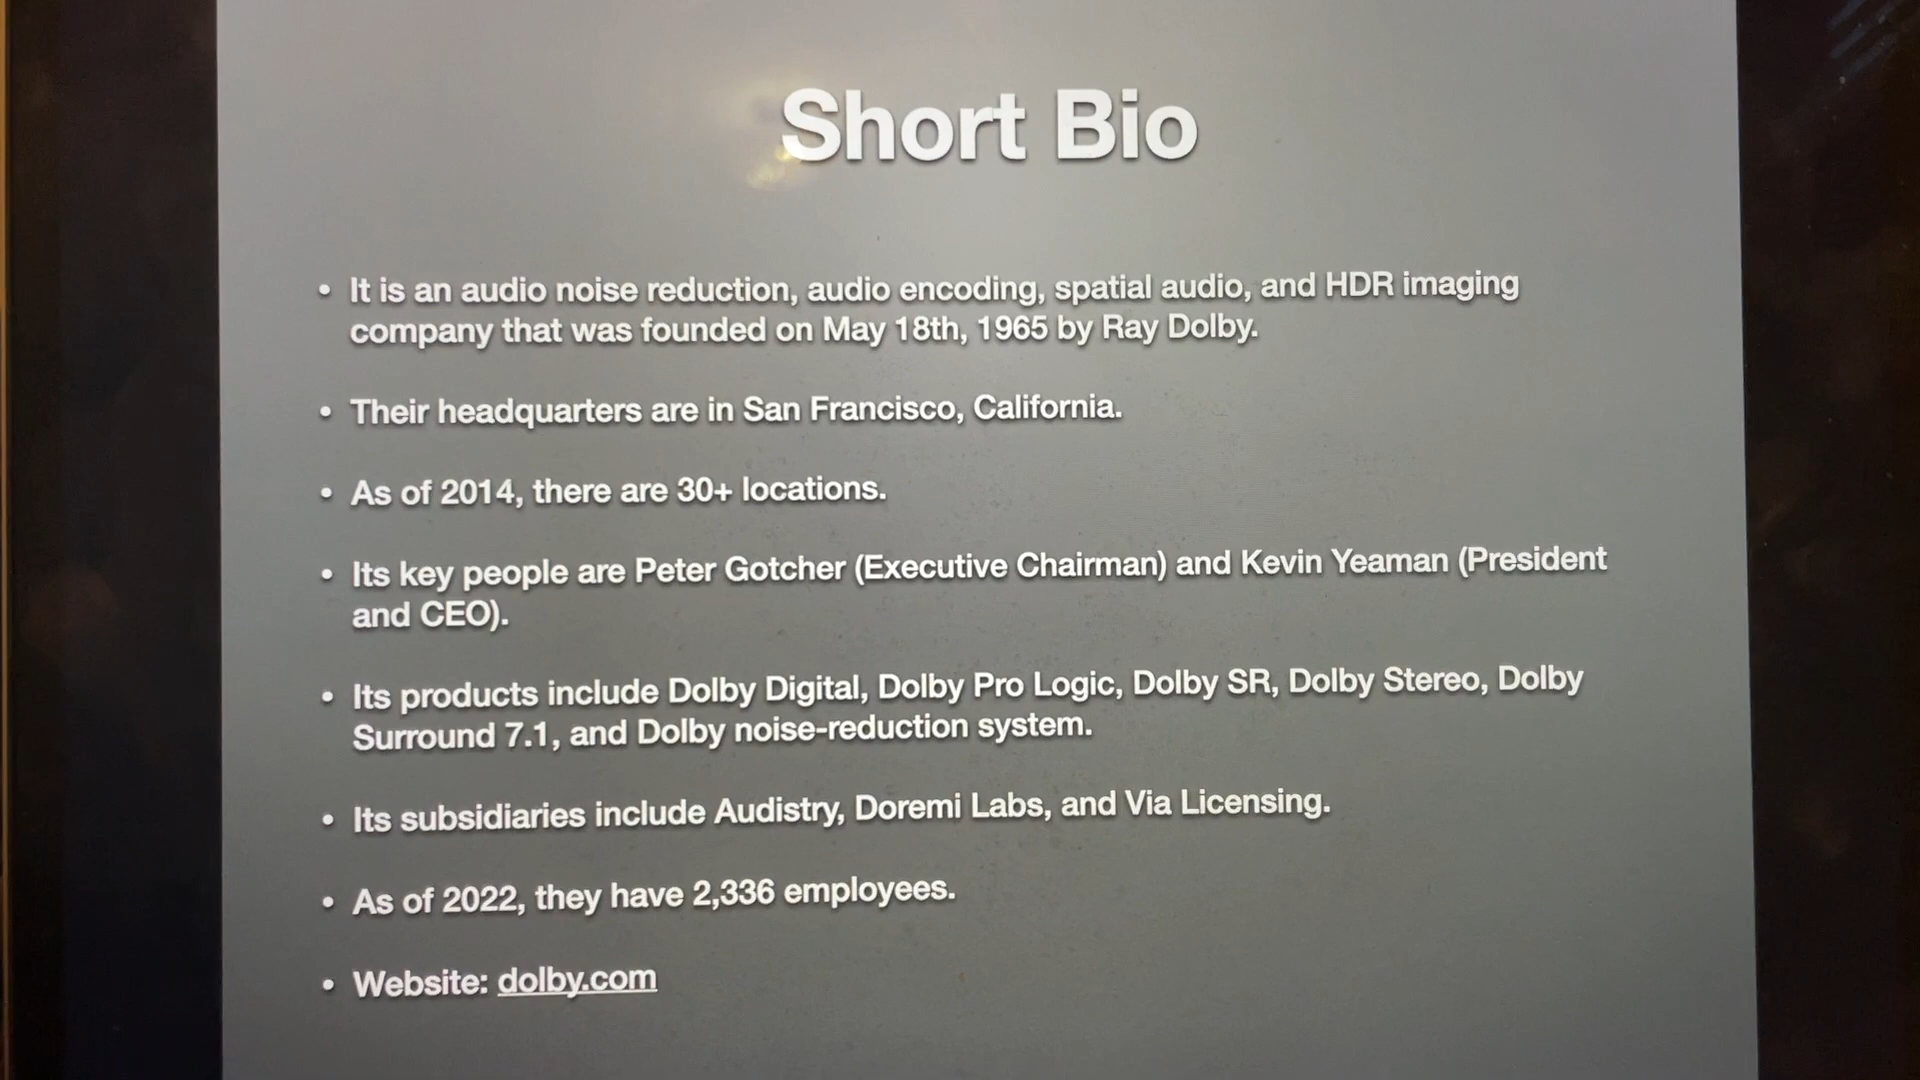 Short Bio
• It is an audio noise reduction, audio encoding, spatial audio, and HDR imaging
company that was founded on May 18th, 1965 by Ray Dolby.
• Their headquarters are in San Francisco, California.
• As of 2014, there are 30+ locations.
• Its key people are Peter Gotcher (Executive Chairman) and Kevin Yeaman (President
and CEO).
• Its products include Dolby Digital, Dolby Pro Logic, Dolby SR, Dolby Stereo, Dolby
Surround 7.1, and Dolby noise-reduction system.
• Its subsidiaries include Audistry, Doremi Labs, and Via Licensing.
• As of 2022, they have 2,336 employees.
• Website: dolby.com